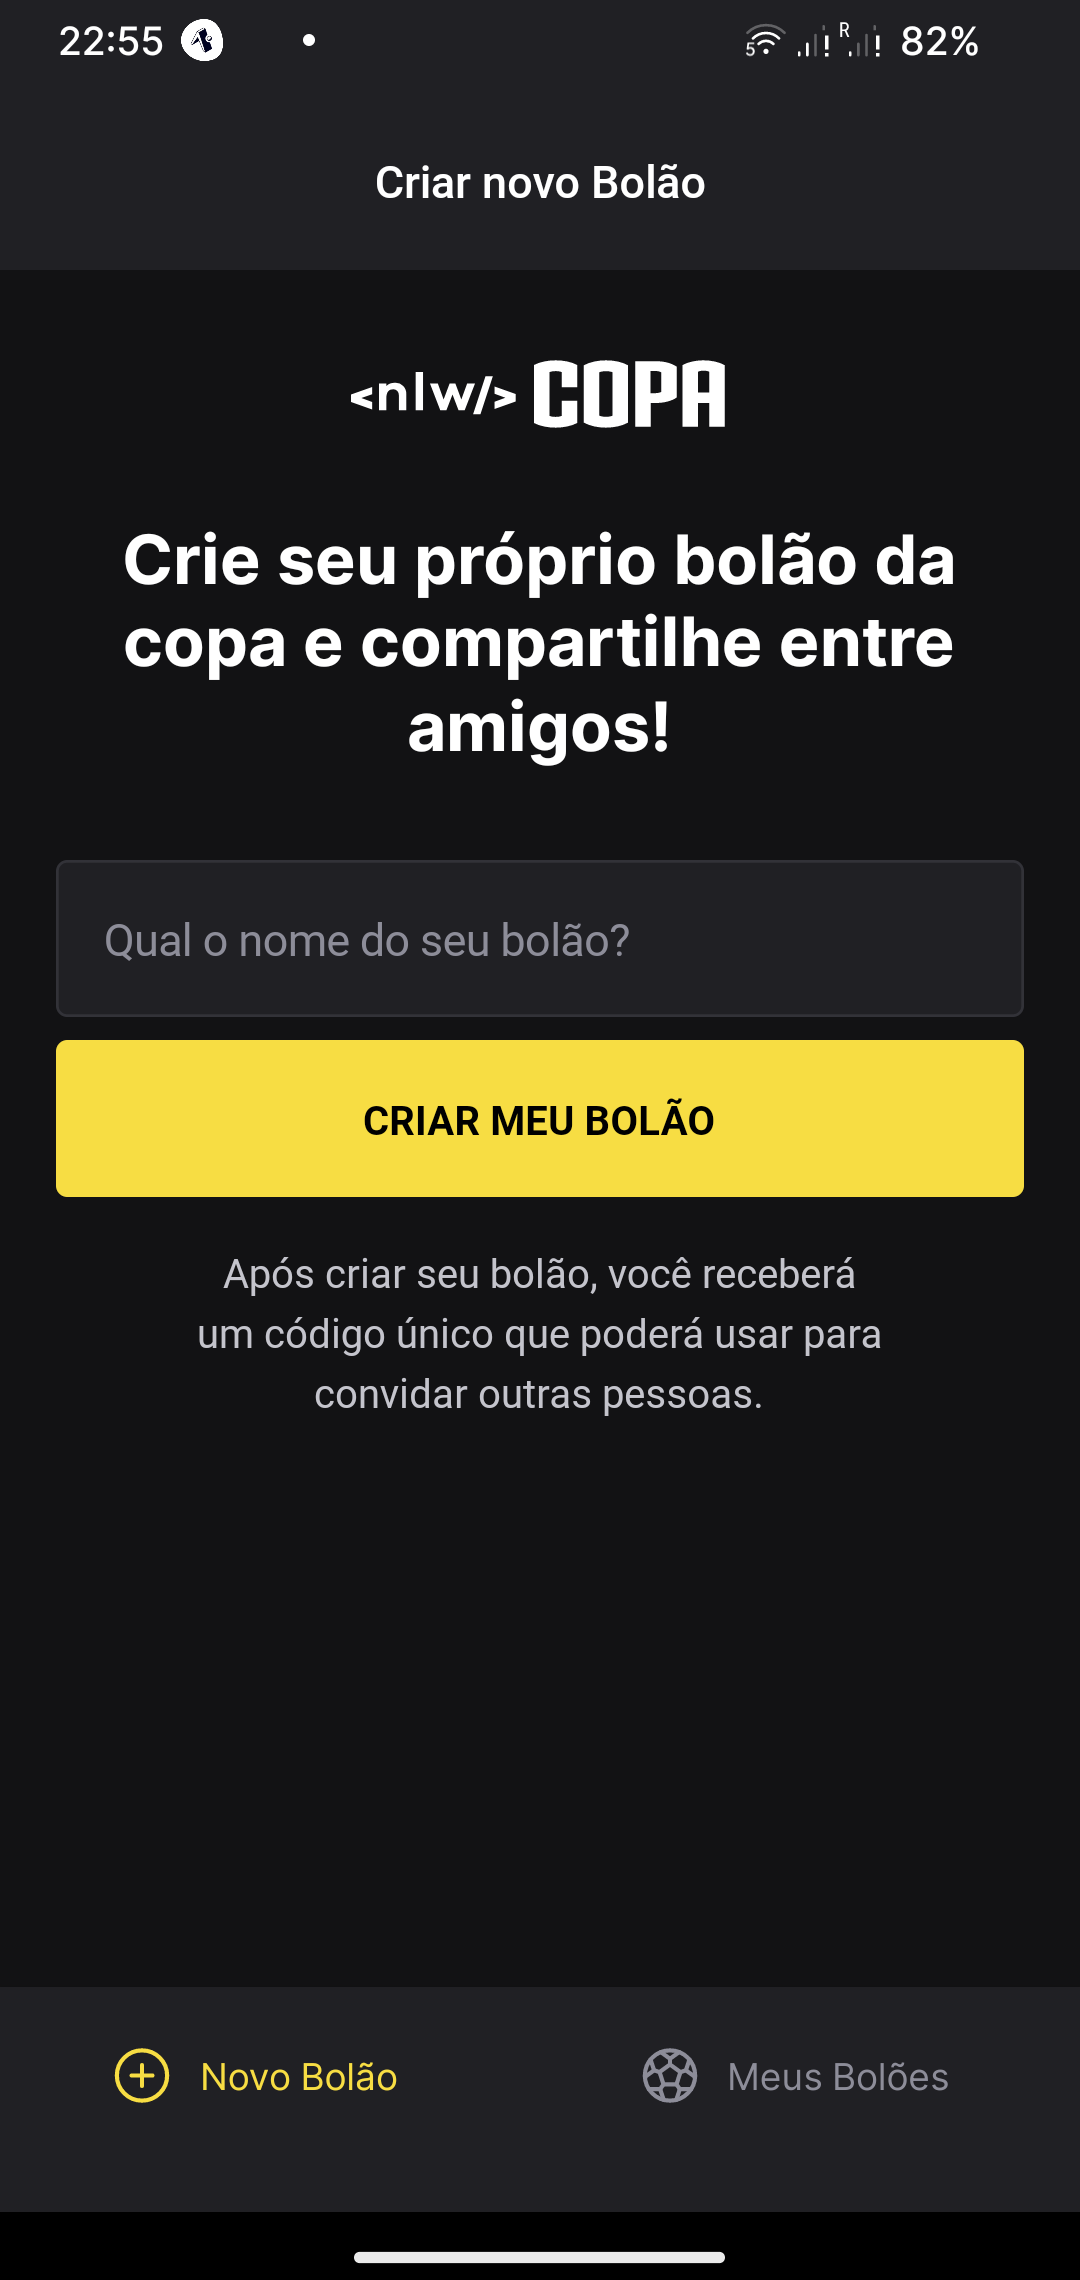 22:55
5 R 82%
Criar novo Bolão
<nlw/> COPA
Crie seu próprio bolão da
copa e compartilhe entre
amigos!
Qual o nome do seu bolão?
CRIAR MEU BOLÃO
Após criar seu bolão, você receberá
um código único que poderá usar para
convidar outras pessoas.
Novo Bolão
Meus Bolões